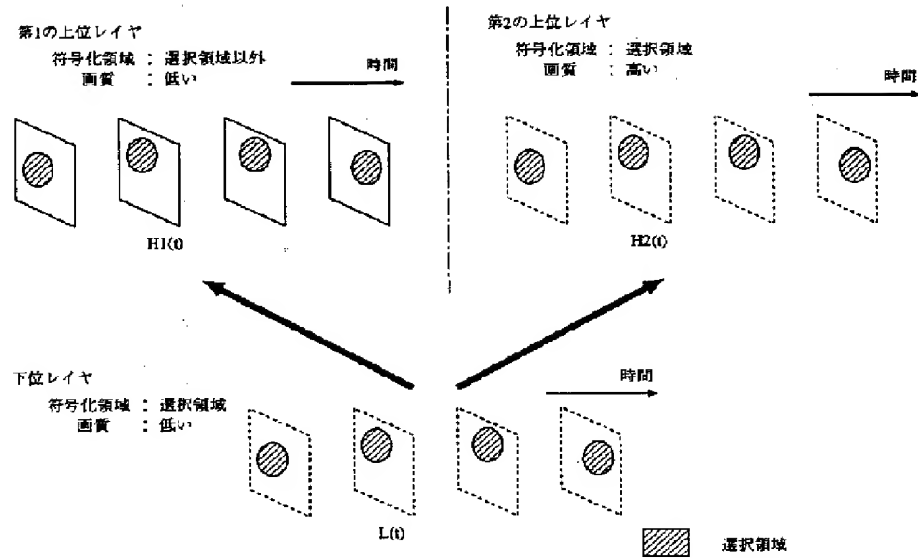 第1の上位レイヤ
符号化領域 : 選択領域以外
画質 : 低い
時間
H1(t)
第2の上位レイヤ
符号化領域 : 選択領域
画質 : 高い
時間
H2(t)
下位レイヤ
符号化領域 : 選択領域
画質 : 低い
時間
L(t)
選択領域